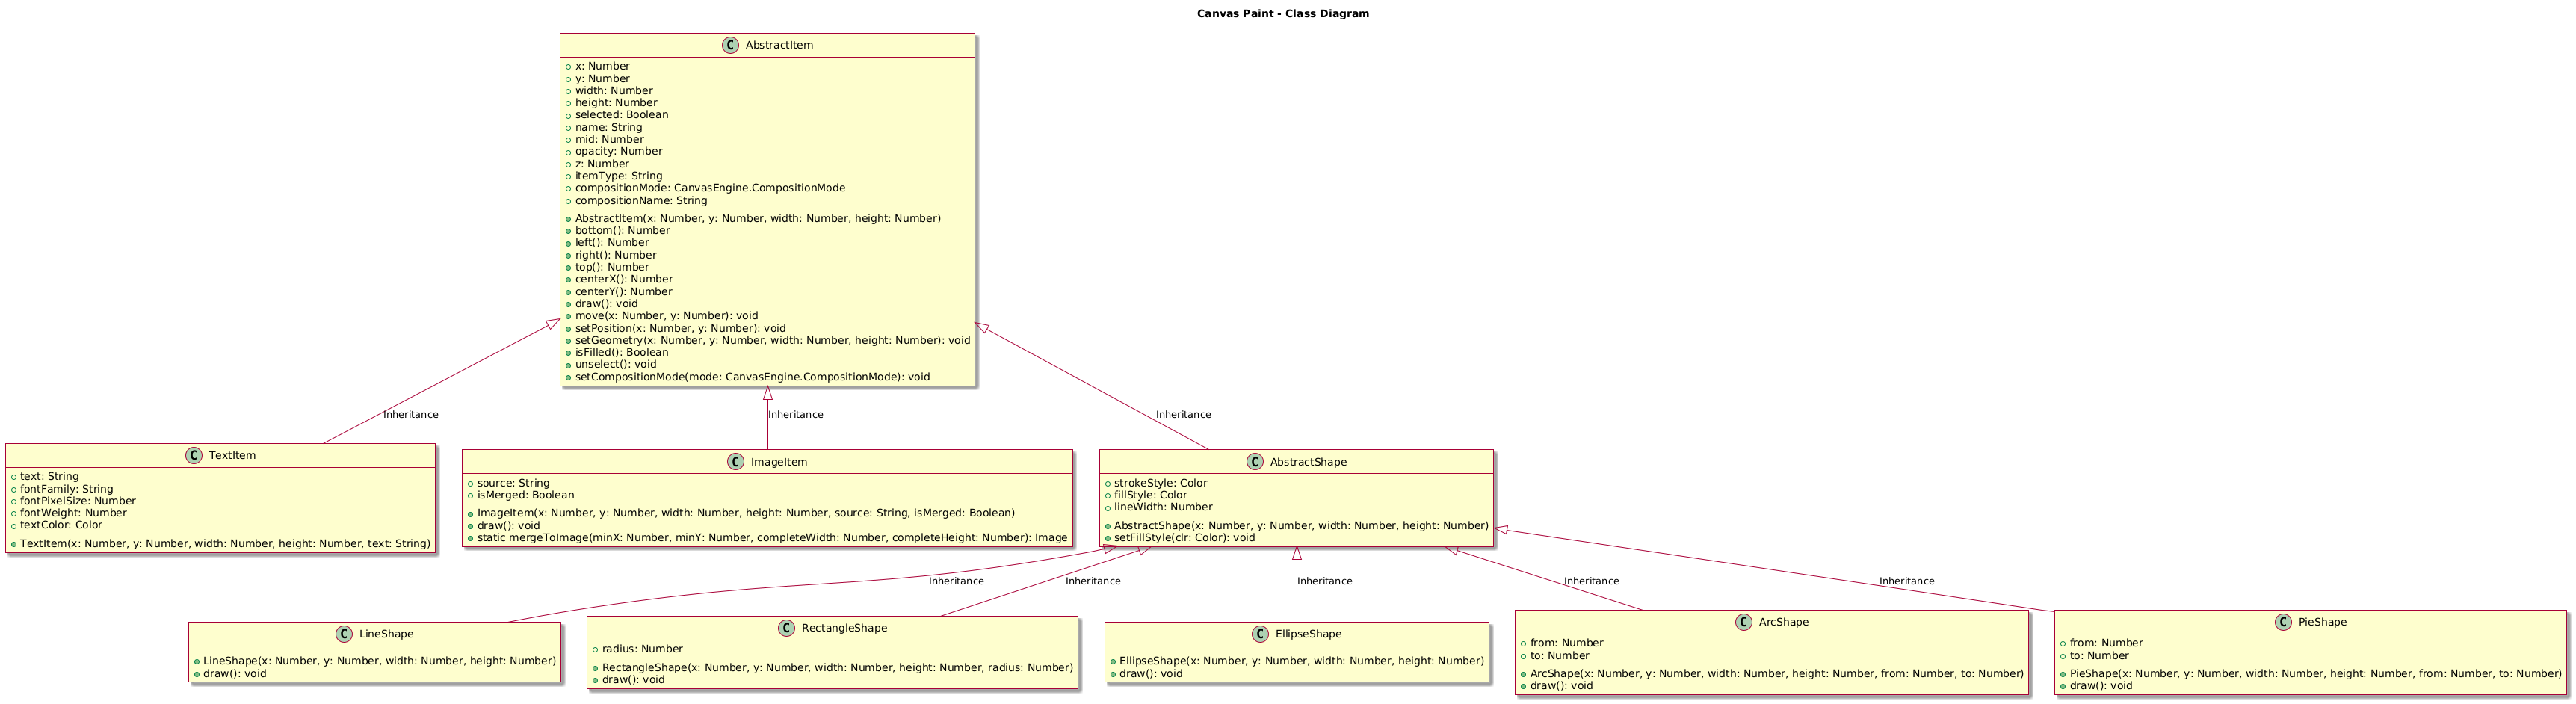 Canvas Paint - Class Diagram
C AbstractItem
x: Number
y: Number
width: Number
height: Number
selected: Boolean
name: String
mid: Number
opacity: Number
z: Number
itemType: String
compositionMode: CanvasEngine.CompositionMode
compositionName: String
AbstractItem(x: Number, y: Number, width: Number, height: Number)
bottom(): Number
left(): Number
right(): Number
top(): Number
centerX(): Number
centerY(): Number
draw(): void
move(x: Number, y: Number): void
setPosition(x: Number, y: Number): void
setGeometry(x: Number, y: Number, width: Number, height: Number): void
isFilled(): Boolean
unselect(): void
setCompositionMode(mode: CanvasEngine.CompositionMode): void
Inheritance
Inheritance
Inheritance
C TextItem
text: String
fontFamily: String
fontPixelSize: Number
fontWeight: Number
textColor: Color
TextItem(x: Number, y: Number, width: Number, height: Number, text: String)
C ImageItem
source: String
isMerged: Boolean
ImageItem(x: Number, y: Number, width: Number, height: Number, source: String, isMerged: Boolean)
draw(): void
static mergeToImage(minX: Number, minY: Number, completeWidth: Number, completeHeight: Number): Image
C AbstractShape
strokeStyle: Color
fillStyle: Color
lineWidth: Number
AbstractShape(x: Number, y: Number, width: Number, height: Number)
setFillStyle(clr: Color): void
Inheritance
Inheritance
Inheritance
Inheritance
Inheritance
C LineShape
LineShape(x: Number, y: Number, width: Number, height: Number)
draw(): void
C RectangleShape
radius: Number
RectangleShape(x: Number, y: Number, width: Number, height: Number, radius: Number)
draw(): void
C EllipseShape
EllipseShape(x: Number, y: Number, width: Number, height: Number)
draw(): void
C ArcShape
from: Number
to: Number
ArcShape(x: Number, y: Number, width: Number, height: Number, from: Number, to: Number)
draw(): void
C PieShape
from: Number
to: Number
PieShape(x: Number, y: Number, width: Number, height: Number, from: Number, to: Number)
draw(): void